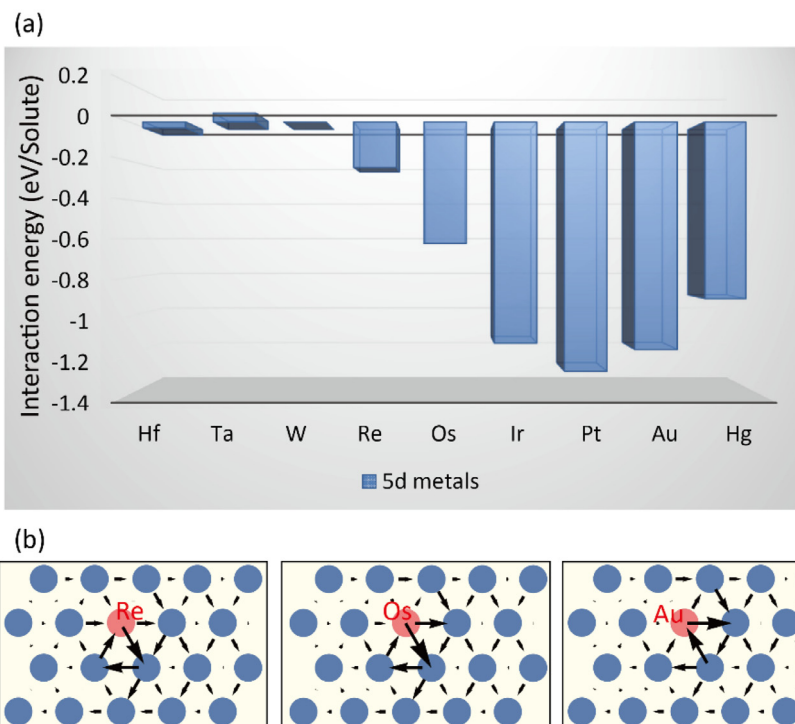 (a)
0.2
0
-0.2
-0.4
-0.6
-0.8
-1
-1.2
-1.4
Interaction energy (eV/Solute)
Hf Ta W Re Os Ir Pt Au Hg
5d metals
(b)
Re Os Au